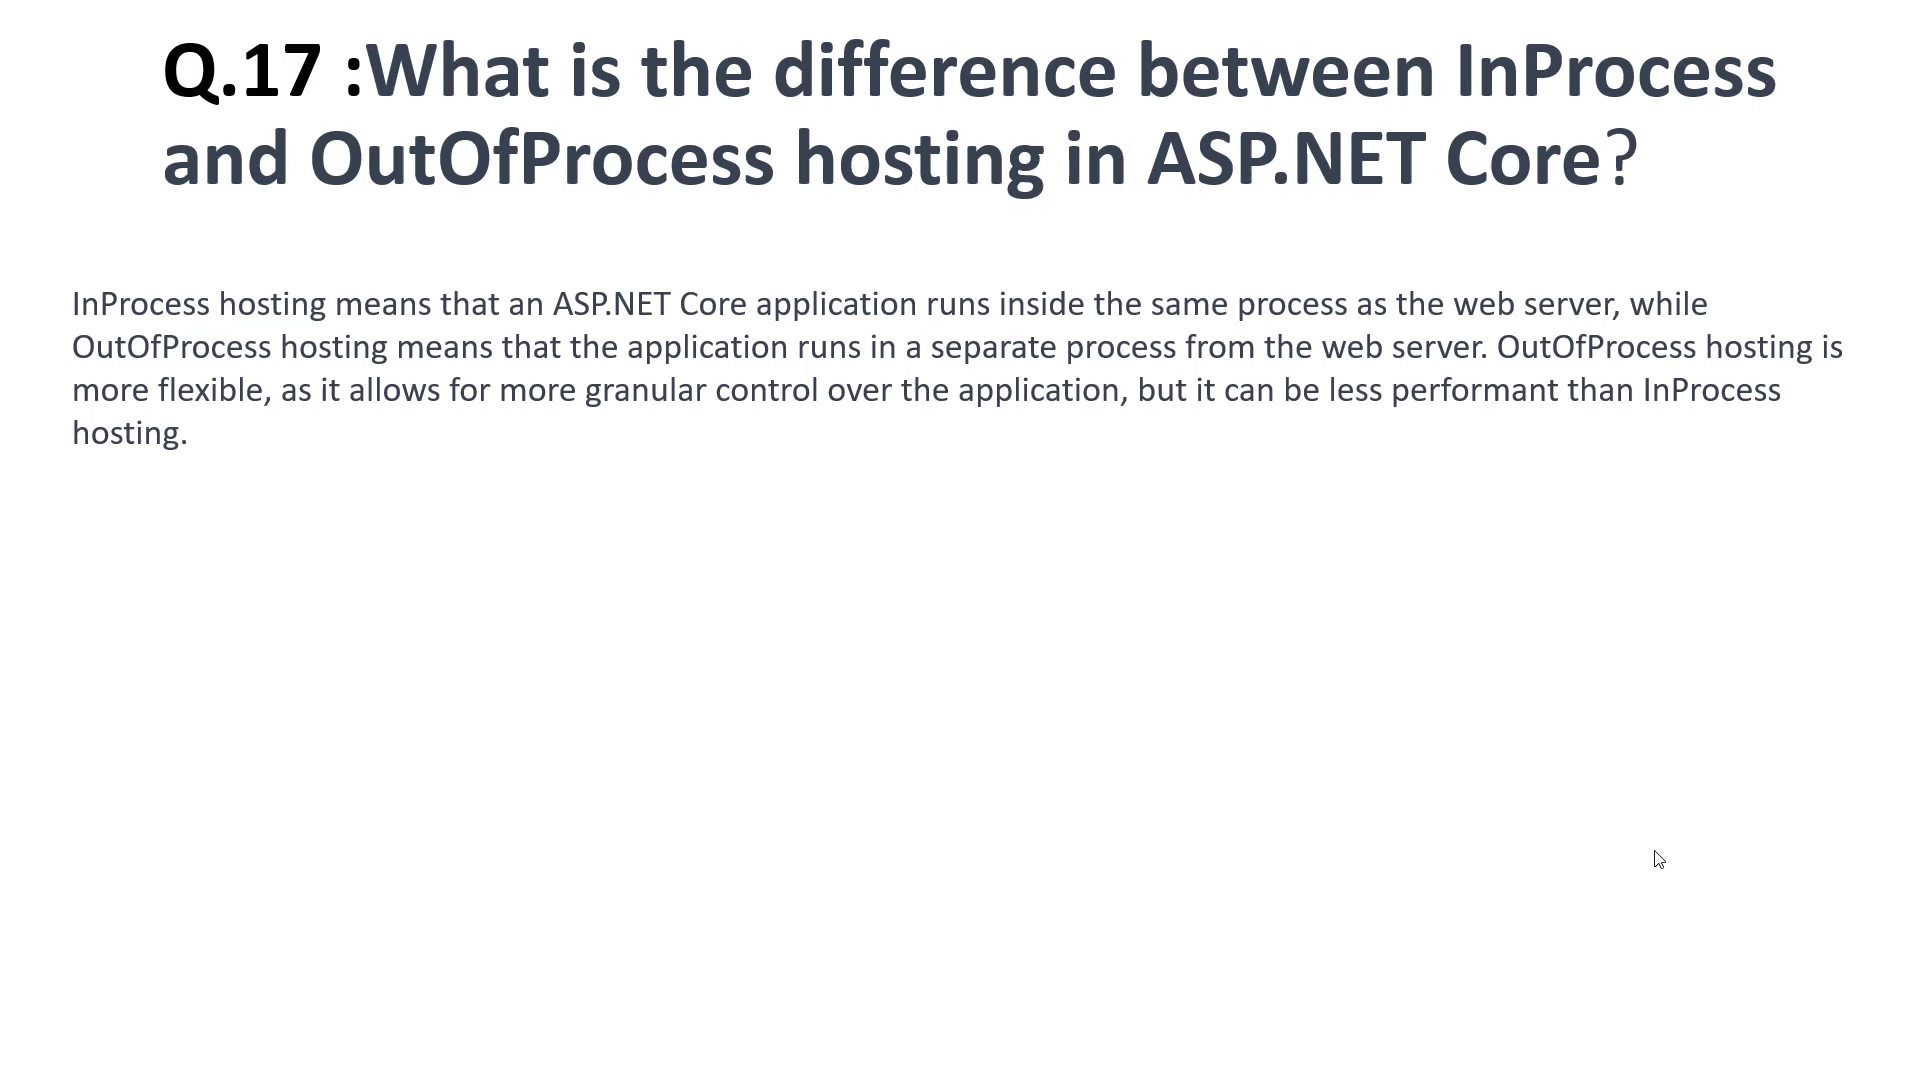 Q.17 :What is the difference between InProcess
and OutOfProcess hosting in ASP.NET Core?
InProcess hosting means that an ASP.NET Core application runs inside the same process as the web server, while
OutOfProcess hosting means that the application runs in a separate process from the web server. OutOfProcess hosting is
more flexible, as it allows for more granular control over the application, but it can be less performant than InProcess
hosting.